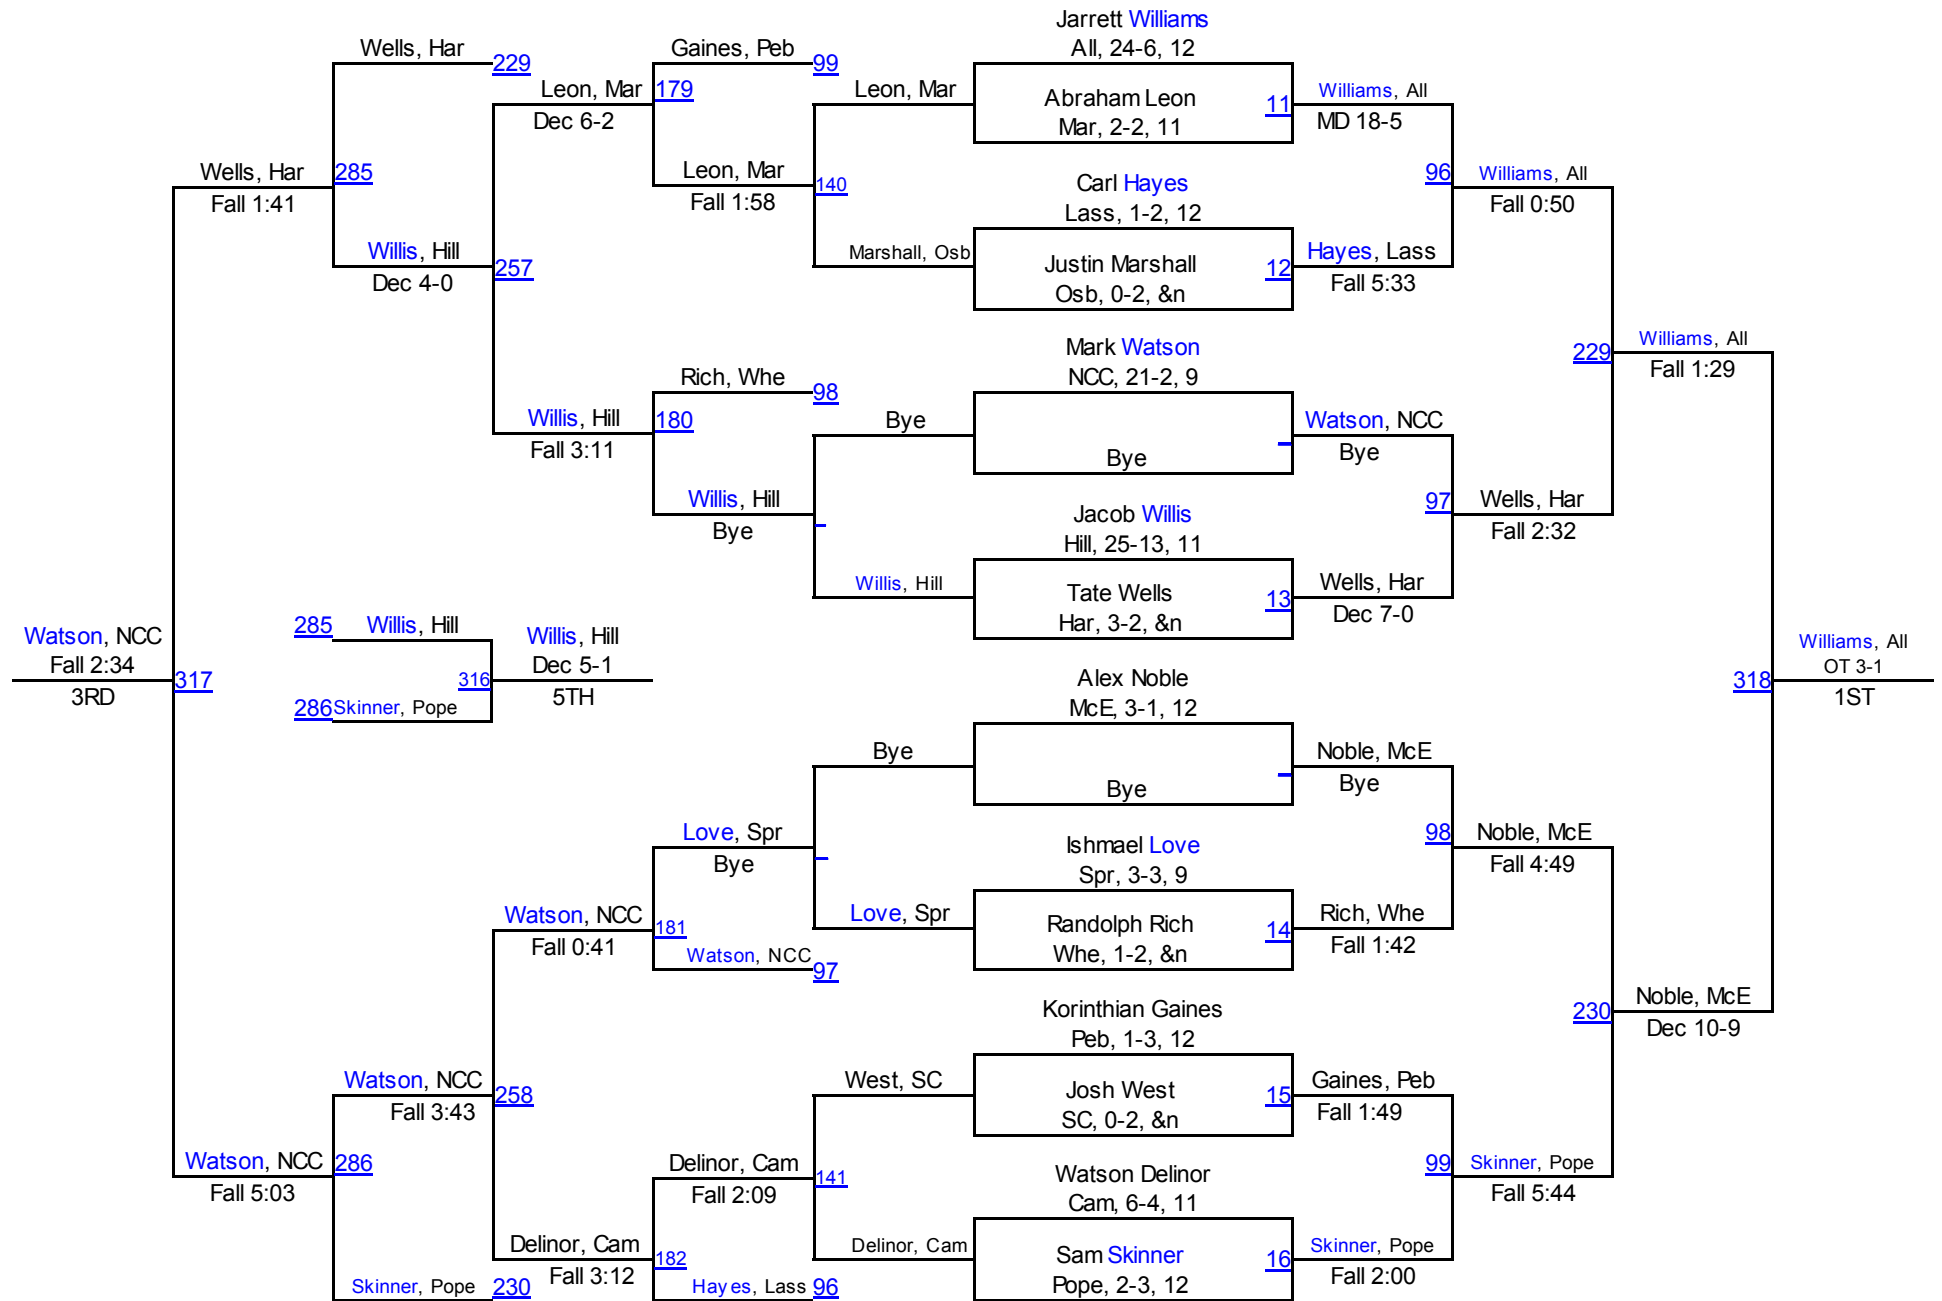 Jarrett Williams
Wells, Har
Gaines, Peb
All, 24-6, 12
229
99
Leon, Mar
179
Leon, Mar
Abraham Leon
11
Williams, All
Dec 6-2
Mar, 2-2, 11
MD 18-5
Wells, Har
285
Leon, Mar
140
Carl Hayes
96
Williams, All
Fall 1:41
Fall 1:58
Lass, 1-2, 12
Fall 0:50
Willis, Hill
257
Marshall, Osb
Justin Marshall
12
Hayes, Lass
Dec 4-0
Osb, 0-2, &n
Fall 5:33
Mark Watson
229
Williams, All
Rich, Whe
98
NCC, 21-2, 9
Fall 1:29
Willis, Hill
180
Bye
Watson, NCC
Fall 3:11
Bye
Bye
Willis, Hill
Jacob Willis
97
Wells, Har
Bye
Hill, 25-13, 11
Fall 2:32
Willis, Hill
Tate Wells
13
Wells, Har
Har, 3-2, &n
Dec 7-0
Watson, NCC
285
Willis, Hill
Willis, Hill
Williams, All
Fall 2:34
Dec 5-1
OT 3-1
3RD
317
316
5TH
Alex Noble
318
1ST
286
Skinner, Pope
McE, 3-1, 12
Bye
Noble, McE
Bye
Bye
Love, Spr
Ishmael Love
98
Noble, McE
Bye
Spr, 3-3, 9
Fall 4:49
Watson, NCC
181
Love, Spr
Randolph Rich
14
Rich, Whe
Fall 0:41
Watson, NCC
97
Whe, 1-2, &n
Fall 1:42
Korinthian Gaines
230
Noble, McE
Peb, 1-3, 12
Dec 10-9
Watson, NCC
258
West, SC
Josh West
15
Gaines, Peb
Fall 3:43
SC, 0-2, &n
Fall 1:49
Watson, NCC
286
Delinor, Cam
141
Watson Delinor
99
Skinner, Pope
Fall 5:03
Fall 2:09
Cam, 6-4, 11
Fall 5:44
Delinor, Cam
182
Delinor, Cam
Sam Skinner
16
Skinner, Pope
Fall 3:12
Pope, 2-3, 12
Fall 2:00
Skinner, Pope
230
Hayes, Lass
96